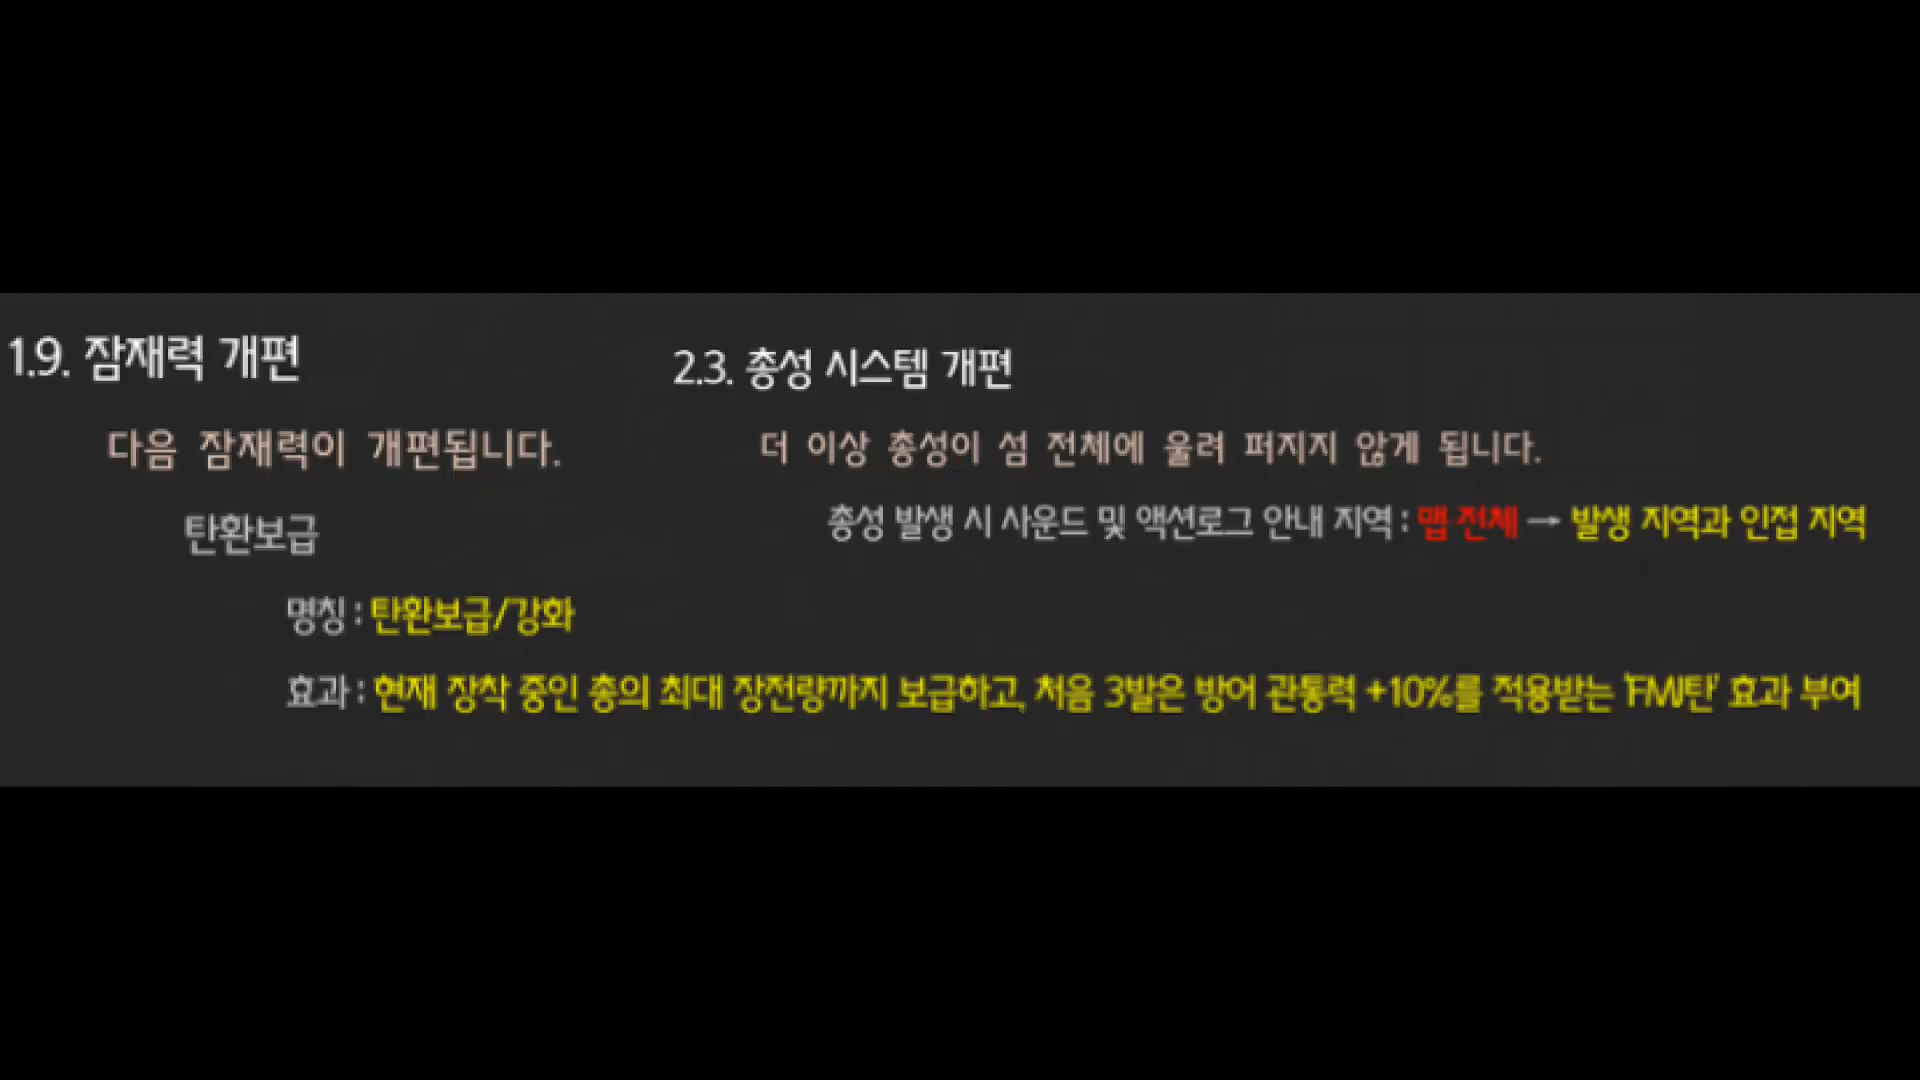 1.9. 잠재력 개편
다음 잠재력이 개편됩니다.
탄환보급
명칭 : 탄환보급/강화
효과 : 현재 장착 중인 총의 최대 장전량까지 보급하고, 처음 3발은 방어 관통력 +10%를 적용받는 'FMJ탄' 효과 부여
2.3. 총성 시스템 개편
더 이상 총성이 섬 전체에 울려 퍼지지 않게 됩니다.
총성 발생 시 사운드 및 액션로그 안내 지역 : 맵 전체 → 발생 지역과 인접 지역